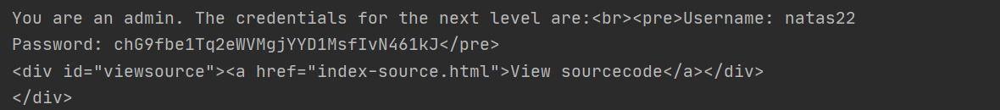 You are an admin. The credentials for the next level are:<br><pre>Username: natas22
Password: chG9fbe1Tq2eWVMgjYYD1MsfIvN461kJ</pre>
<div id="viewsource"><a href="index-source.html">View sourcecode</a></div>
</div>